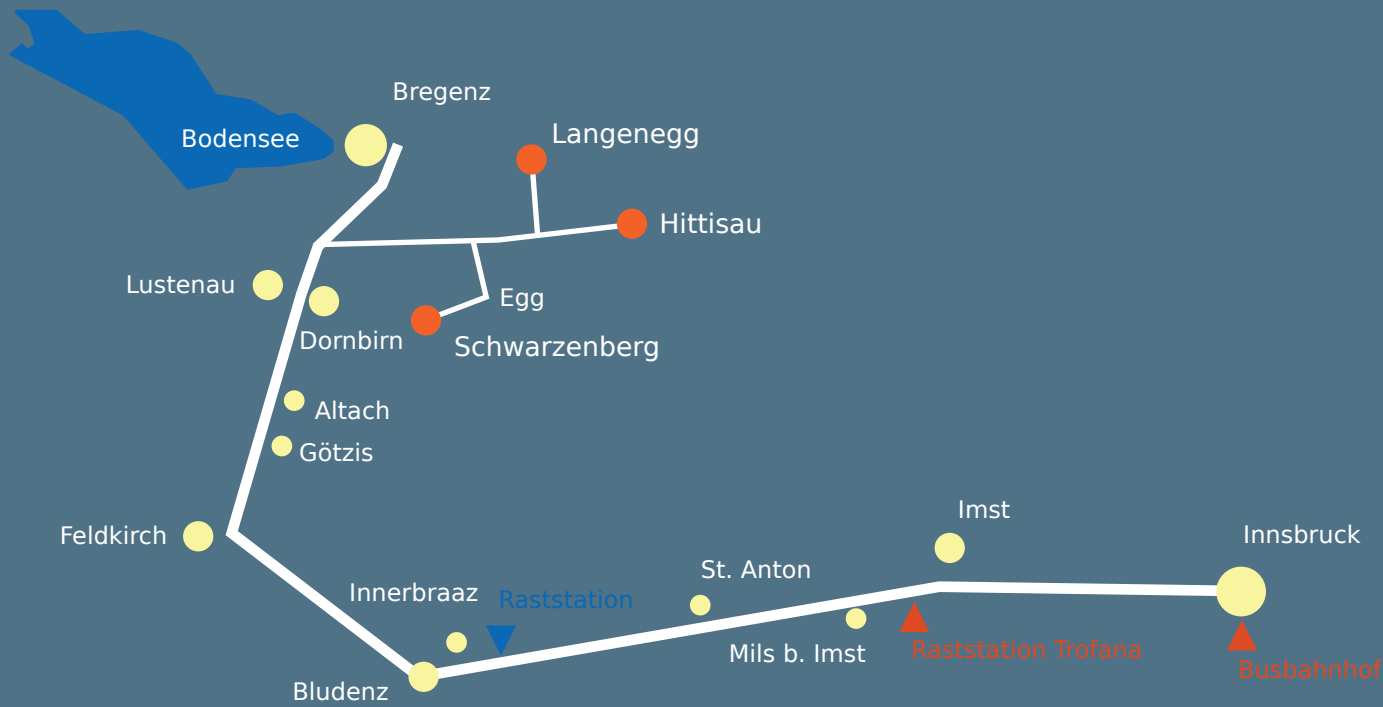 Bregenz
Langenegg
Bodensee
Hittisau
Lustenau
Egg
Dornbirn
Schwarzenberg
Altach
Götzis
Imst
Feldkirch
Innsbruck
St. Anton
Innerbraaz
Raststation
Mils b. Imst
Raststation Trofana
Busbahnhof
Bludenz